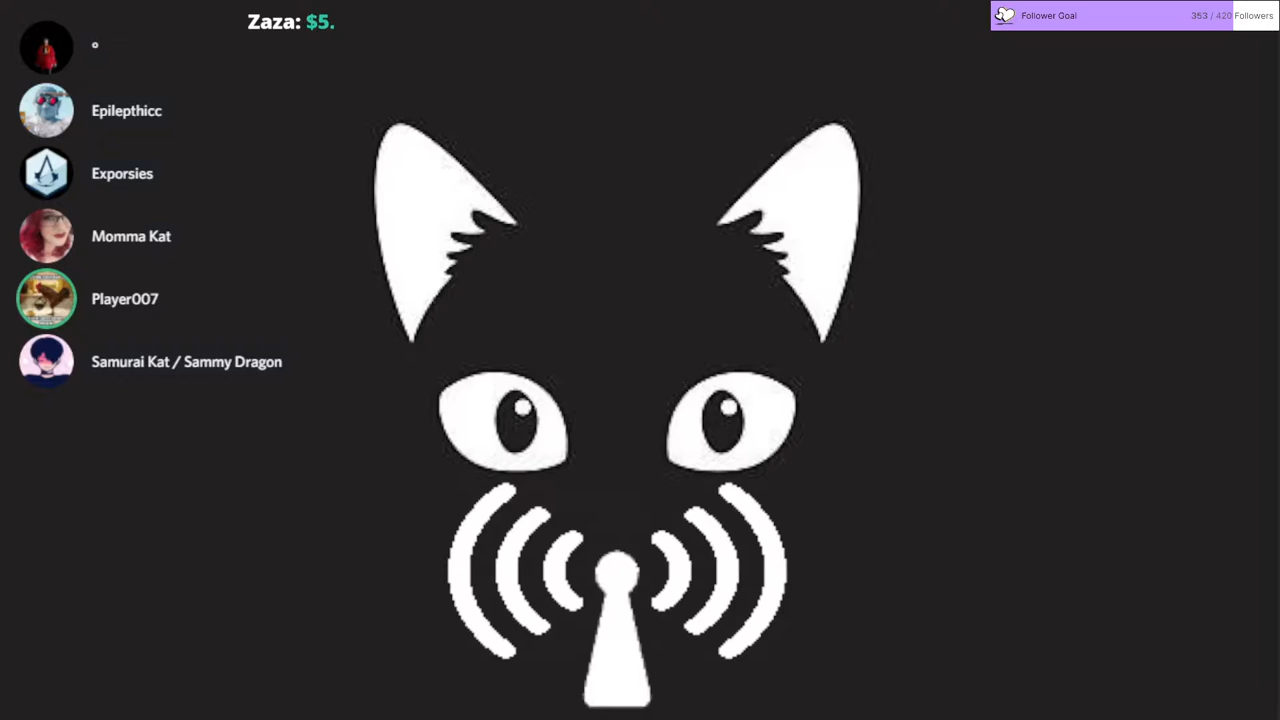 Zaza: $5.
Follower Goal
353 / 420 Followers
°
Epilepthicc
Exporsies
Momma Kat
Player007
Samurai Kat / Sammy Dragon